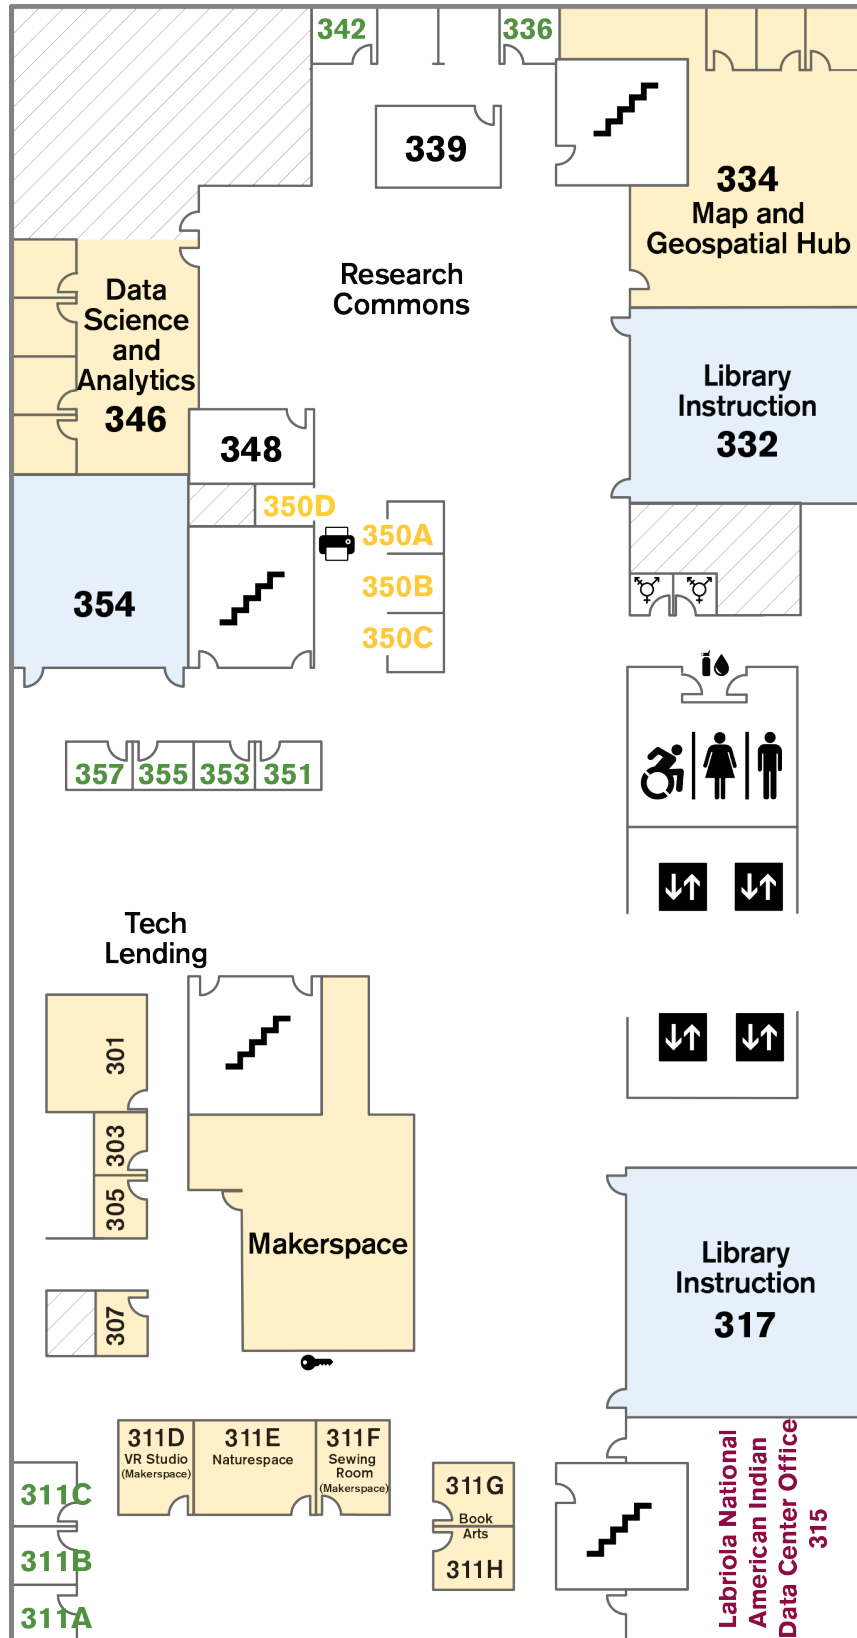 342
336
339
334
Map and
Geospatial Hub
Research
Commons
Data
Science
and
Analytics
346
Library
Instruction
332
348
350D
350A
350B
350C
354
357
355
353
351
Tech
Lending
301
303
305
307
Makerspace
Library
Instruction
317
311D
VR Studio
(Makerspace)
311E
Naturespace
311F
Sewing
Room
(Makerspace)
311G
Book
Arts
311H
311C
311B
311A
Labriola National
American Indian
Data Center Office
315